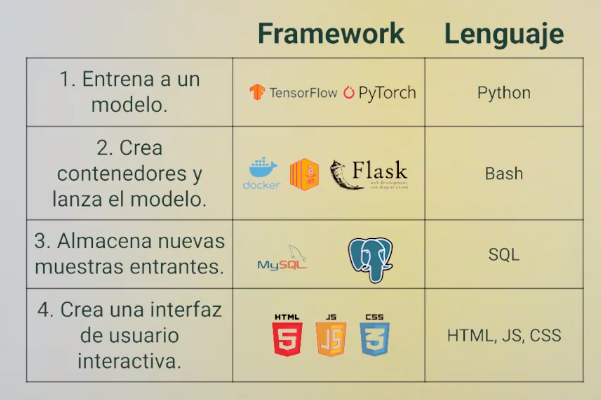 Framework Lenguaje
1. Entrena a un
modelo.
TensorFlow PyTorch
Python
2. Crea
contenedores y
lanza el modelo.
docker
Flask
web development,
one drop at a time
Bash
3. Almacena nuevas
muestras entrantes.
MySQL
SQL
4. Crea una interfaz
de usuario
interactiva.
HTML JS CSS
5 JS 3
HTML, JS, CSS